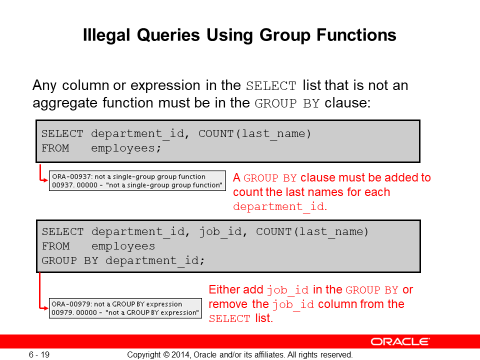 Illegal Queries Using Group Functions
Any column or expression in the SELECT list that is not an
aggregate function must be in the GROUP BY clause:
SELECT department_id, COUNT(last_name)
FROM   employees;
ORA-00937: not a single-group group function
00937. 00000 - "not a single-group group function"
A GROUP BY clause must be added to
count the last names for each
department_id.
SELECT department_id, job_id, COUNT(last_name)
FROM   employees
GROUP BY department_id;
ORA-00979: not a GROUP BY expression
00979. 00000 - "not a GROUP BY expression"
Either add job_id in the GROUP BY or
remove the job_id column from the
SELECT list.
ORACLE
6 - 19
Copyright © 2014, Oracle and/or its affiliates. All rights reserved.